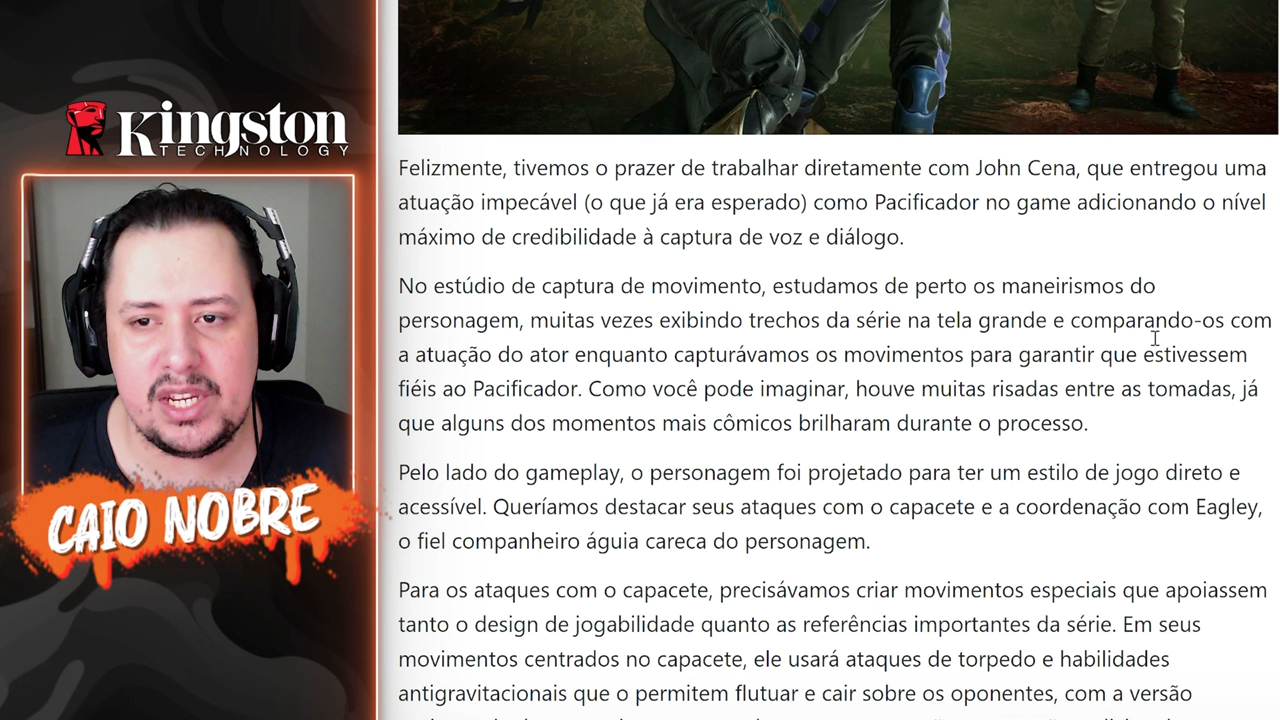 Kingston
TECHNOLOGY
CAIO NOBRE
Felizmente, tivemos o prazer de trabalhar diretamente com John Cena, que entregou uma
atuação impecável (o que já era esperado) como Pacificador no game adicionando o nível
máximo de credibilidade à captura de voz e diálogo.
No estúdio de captura de movimento, estudamos de perto os maneirismos do
personagem, muitas vezes exibindo trechos da série na tela grande e comparando-os com
a atuação do ator enquanto capturávamos os movimentos para garantir que estivessem
fiéis ao Pacificador. Como você pode imaginar, houve muitas risadas entre as tomadas, já
que alguns dos momentos mais cômicos brilharam durante o processo.
Pelo lado do gameplay, o personagem foi projetado para ter um estilo de jogo direto e
acessível. Queríamos destacar seus ataques com o capacete e a coordenação com Eagley,
o fiel companheiro águia careca do personagem.
Para os ataques com o capacete, precisávamos criar movimentos especiais que apoiassem
tanto o design de jogabilidade quanto as referências importantes da série. Em seus
movimentos centrados no capacete, ele usará ataques de torpedo e habilidades
antigravitacionais que o permitem flutuar e cair sobre os oponentes, com a versão